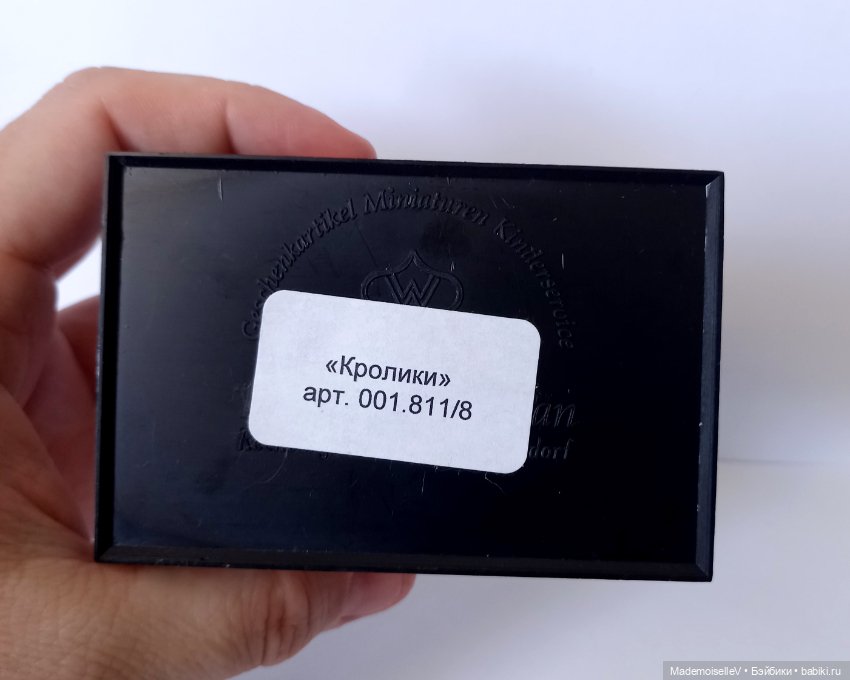 Geschenkartikel Miniaturen Kinderservice
W
«Кролики»
арт. 001.811/8
MademoiselleV • Бэйбики • babiki.ru